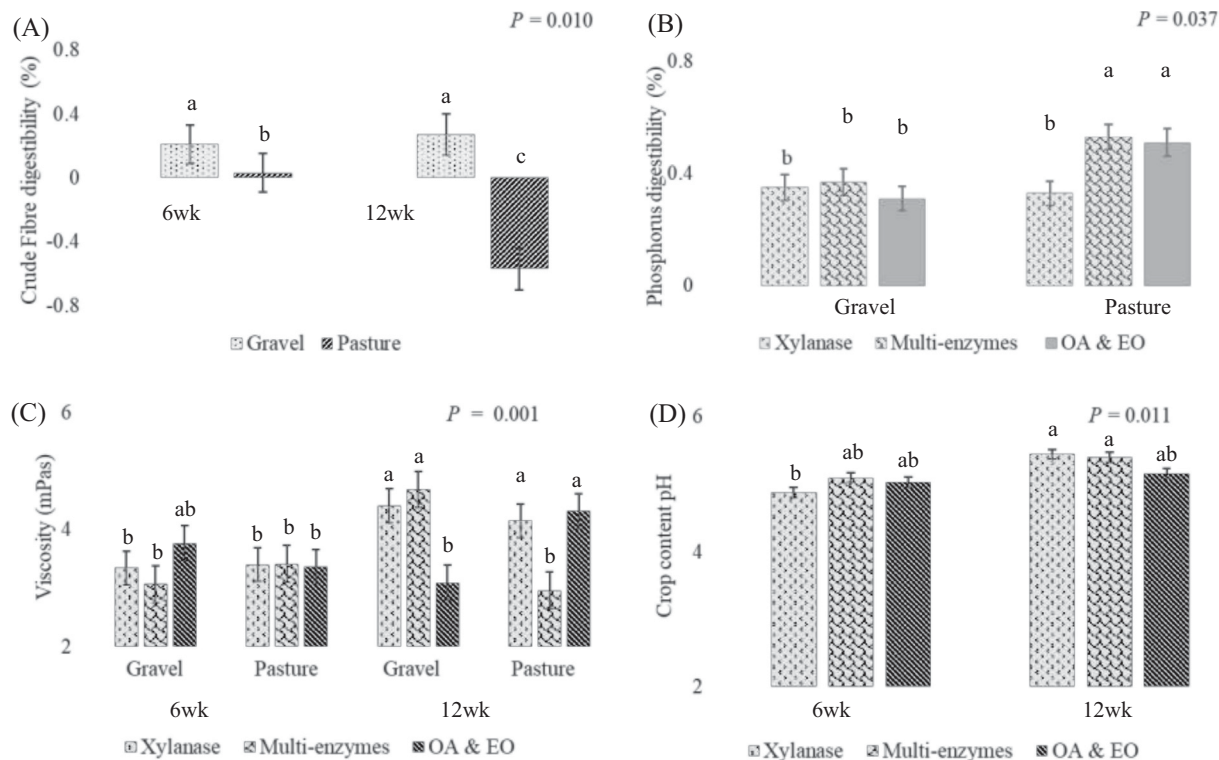 (A)
P = 0.010
Crude Fibre digestibility (%)
0.8
0.4
0
-0.4
-0.8
a
b
a
c
6wk
12wk
Gravel
Pasture
(B)
P = 0.037
Phosphorus digestibility (%)
0.8
0.4
0
b
b
b
b
a
a
Gravel
Pasture
Xylanase
Multi-enzymes
OA & EO
(C)
P = 0.001
Viscosity (mPas)
6
4
2
b
b
ab
b
b
b
a
a
b
a
b
a
Gravel
Pasture
Gravel
Pasture
6wk
12wk
Xylanase
Multi-enzymes
OA & EO
(D)
P = 0.011
Crop content pH
6
4
2
b
ab
ab
a
a
ab
6wk
12wk
Xylanase
Multi-enzymes
OA & EO